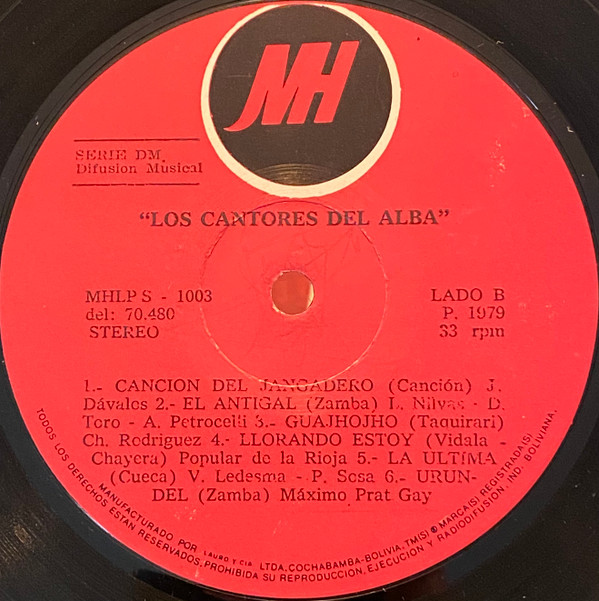 MH
SERIE DM
Difusion Musical
"LOS CANTORES DEL ALBA"
MHLPS - 1003
del: 70.480
STEREO
LADO B
P. 1979
33 rpm
1.- CANCION DEL JANGADERO (Canción) J.
Dávalos 2.- EL ANTIGAL (Zamba) L. Nilvas - D.
Toro - A. Petrocelli 3.- GUAJHOJHO (Taquirari)
Ch. Rodriguez 4.- LLORANDO ESTOY (Vidala -
Chayera) Popular de la Rioja 5.- LA ULTIMA
(Cueca) V. Ledesma - P. Sosa 6.- URUN-
DEL (Zamba) Máximo Prat Gay
TODOS LOS DERECHOS ESTAN RESERVADOS, PROHIBIDA SU REPRODUCCION, EJECUCION Y RADIODIFUSION. IND. BOLIVIANA.
MANUFACTURADO POR LAURO Y CIA LTDA. COCHABAMBA-BOLIVIA, TM(S) ® MARCA(S) REGISTRADA(S)